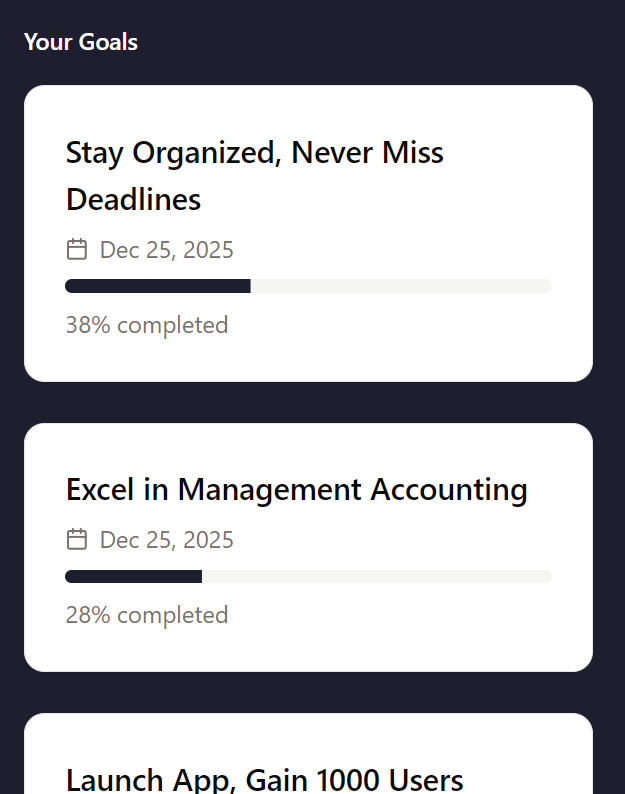 Your Goals
Stay Organized, Never Miss
Deadlines
Dec 25, 2025
38% completed
Excel in Management Accounting
Dec 25, 2025
28% completed
Launch App, Gain 1000 Users